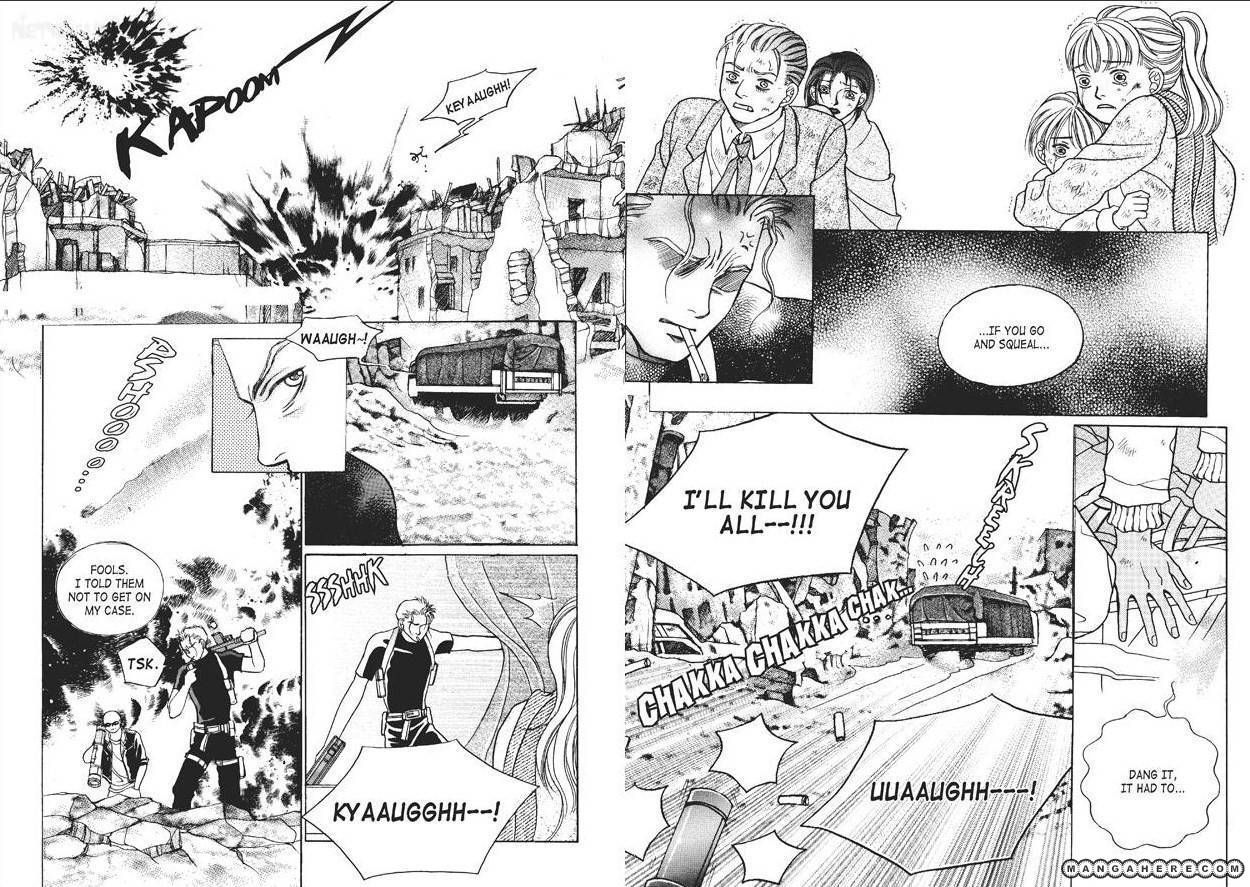 KAPOOM
KEYAAUGHH!
WAAUGH~!
ASHOOOO...
FOOLS.
I TOLD THEM
NOT TO GET ON
MY CASE.
TSK.
SSSHHK
KYAAUGGHH--!
...IF YOU GO
AND SQUEAL...
I'LL KILL YOU
ALL--!!!
SKREEECH
CHAKKA CHAKKA CHAK...
UUAAUGHH---!
DANG IT,
IT HAD TO...
MANGAHERE.COM